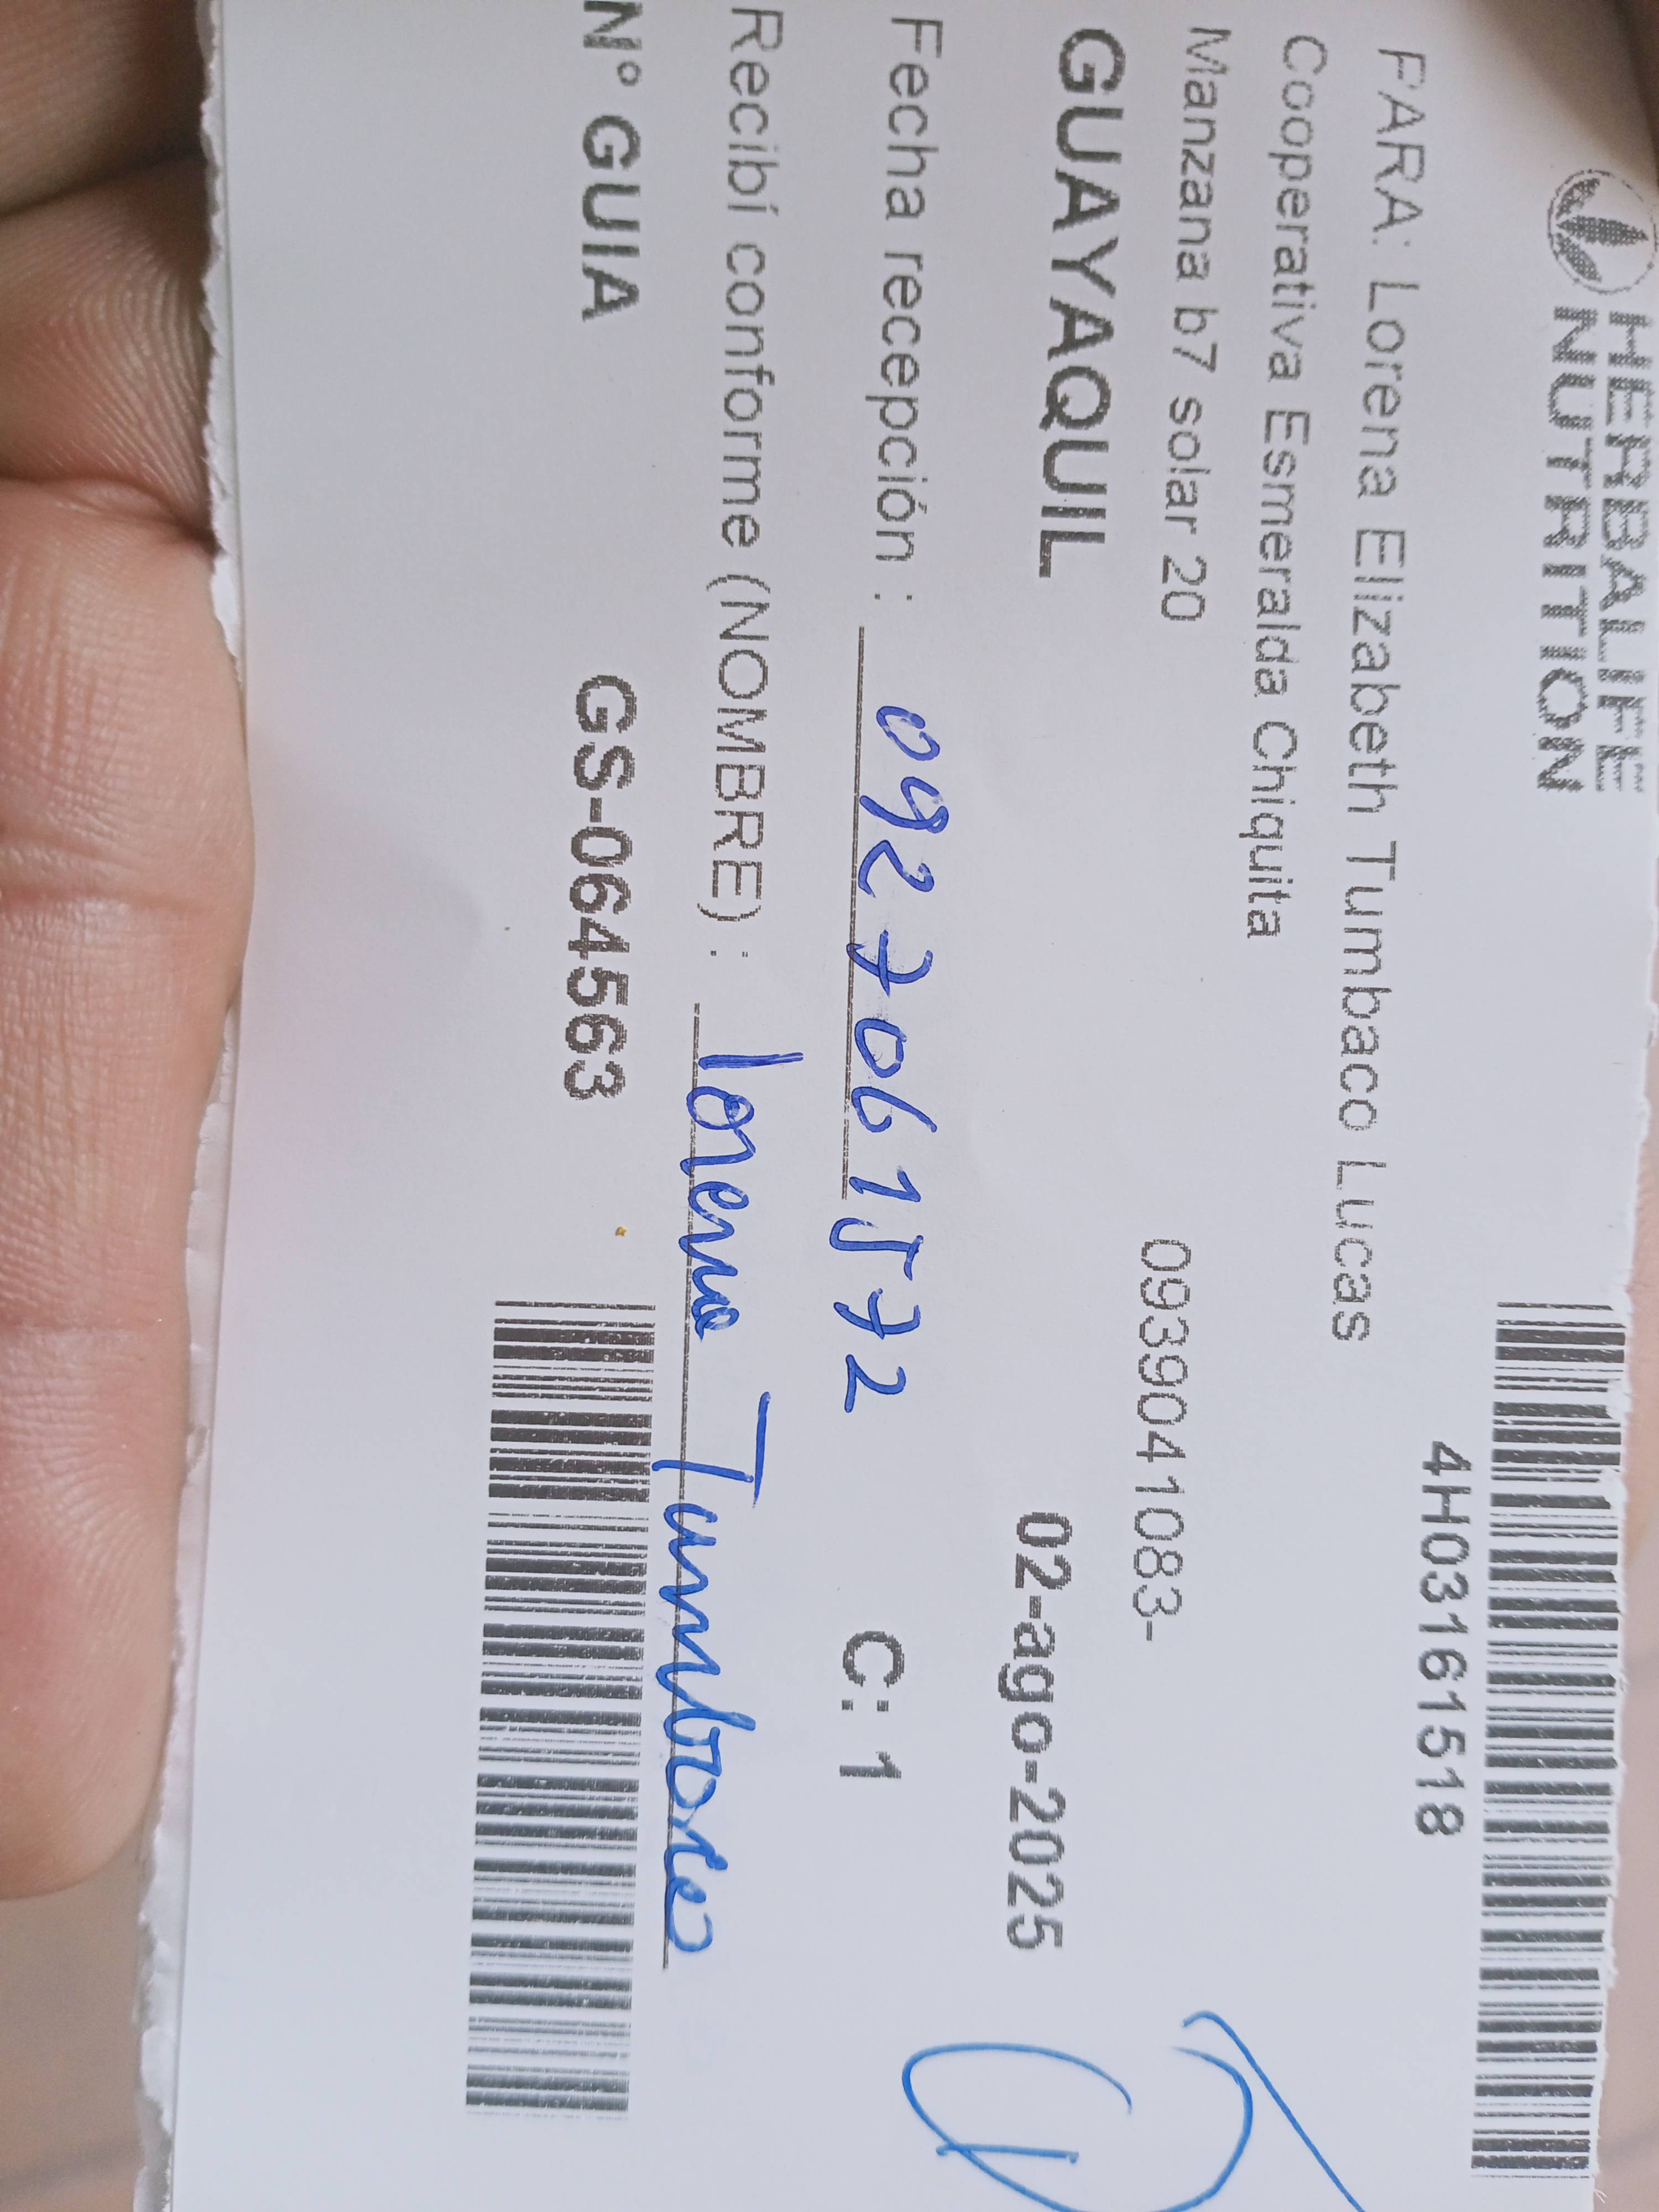 HERBALIFE
NUTRITION
4H03161518
PARA: Lorena Elizabeth Tumbaco Lucas
Cooperativa Esmeralda Chiquita
Manzana b7 solar 20
0939041083-
GUAYAQUIL
02-ago-2025
Fecha recepción : 0927061572 C: 1
Recibí conforme (NOMBRE) : Lorena Tumbaco
N° GUIA GS-064563